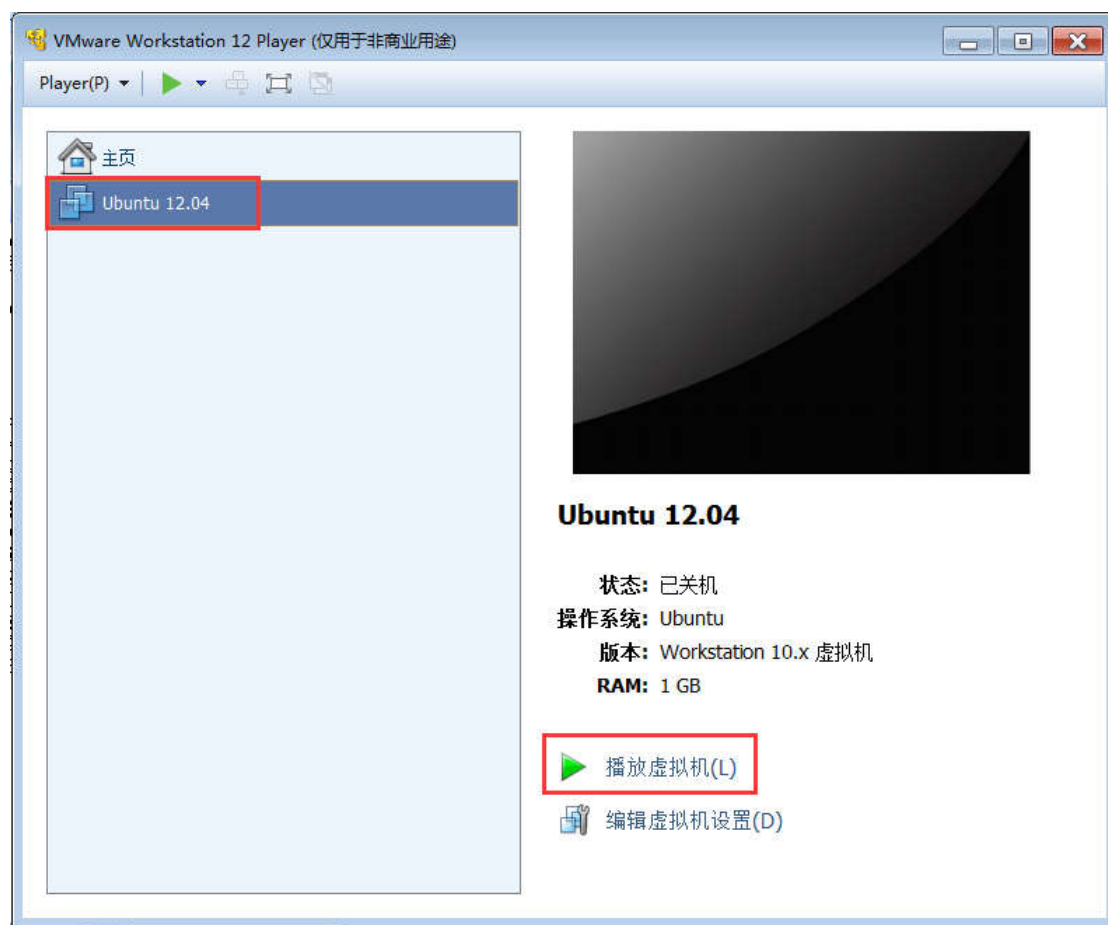 VMware Workstation 12 Player (仅用于非商业用途)
Player(P)
主页
Ubuntu 12.04
Ubuntu 12.04
状态: 已关机
操作系统: Ubuntu
版本: Workstation 10.x 虚拟机
RAM: 1 GB
播放虚拟机(L)
编辑虚拟机设置(D)